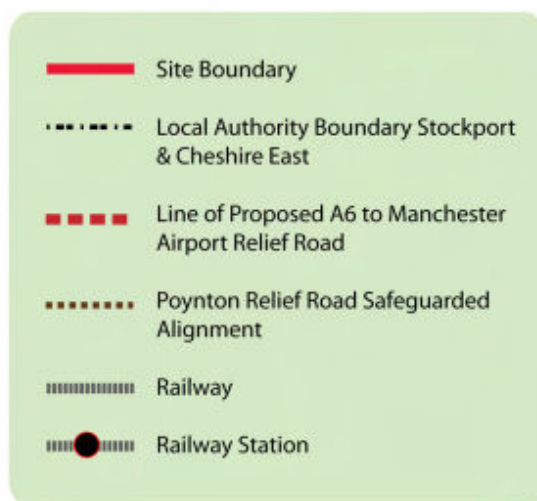 Site Boundary
Local Authority Boundary Stockport
& Cheshire East
Line of Proposed A6 to Manchester
Airport Relief Road
Poynton Relief Road Safeguarded
Alignment
Railway
Railway Station